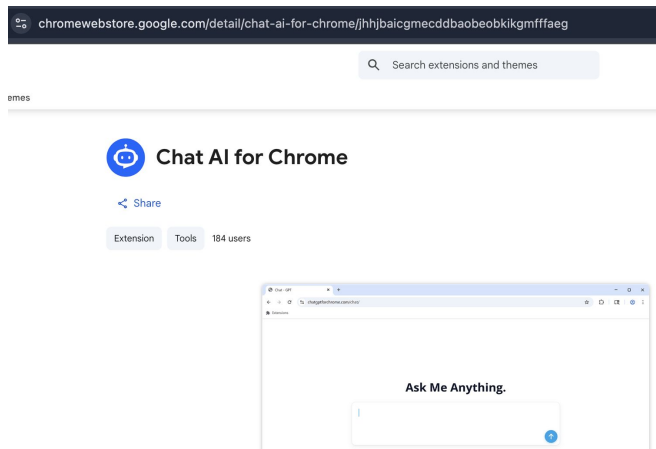 chromewebstore.google.com/detail/chat-ai-for-chrome/jhhjbaicgmecddbaobeobkikgmfffaeg
Search extensions and themes
emes
Chat AI for Chrome
Share
Extension Tools 184 users
Chat - GPT
chatgptforchrome.com/chat/
Extensions
Ask Me Anything.